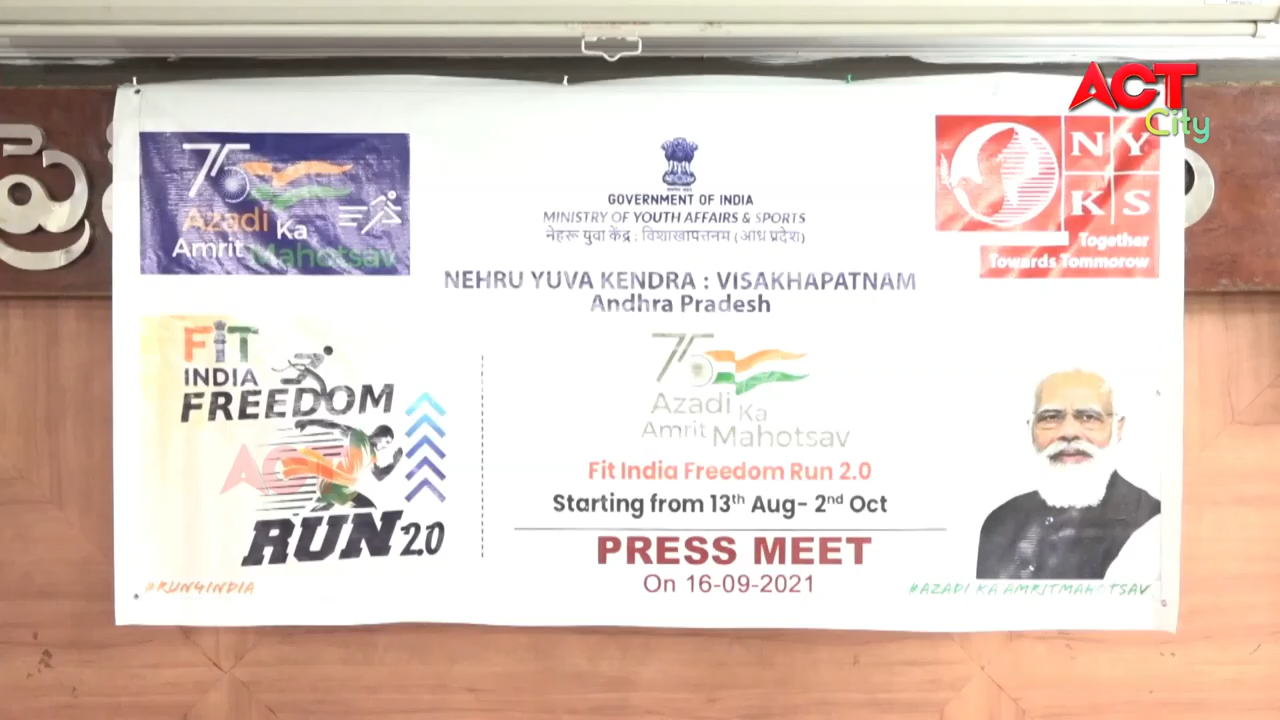 ACT
City
75
Azadi Ka
Amrit Mahotsav
GOVERNMENT OF INDIA
MINISTRY OF YOUTH AFFAIRS & SPORTS
नेहरू युवा केंद्र : विशाखापत्तनम (आंध्र प्रदेश)
NYKS
Together
Towards Tommorow
NEHRU YUVA KENDRA : VISAKHAPATNAM
Andhra Pradesh
FiT
INDIA
FREEDOM
RUN 2.0
#RUN4INDIA
75
Azadi Ka
Amrit Mahotsav
Fit India Freedom Run 2.0
Starting from 13th Aug- 2nd Oct
PRESS MEET
On 16-09-2021
#AZADI KA AMRITMAHOTSAV
ACT